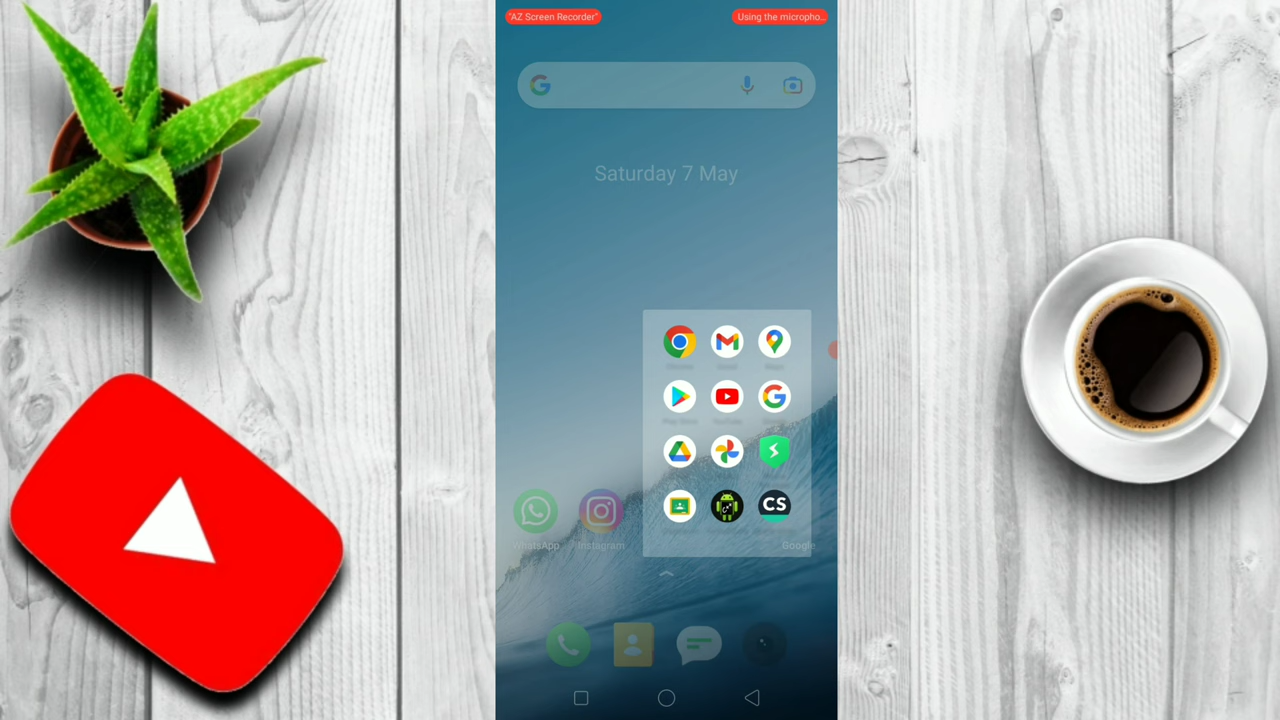 "AZ Screen Recorder"
Using the micropho...
Saturday 7 May
CS
WhatsApp
Instagram
Google